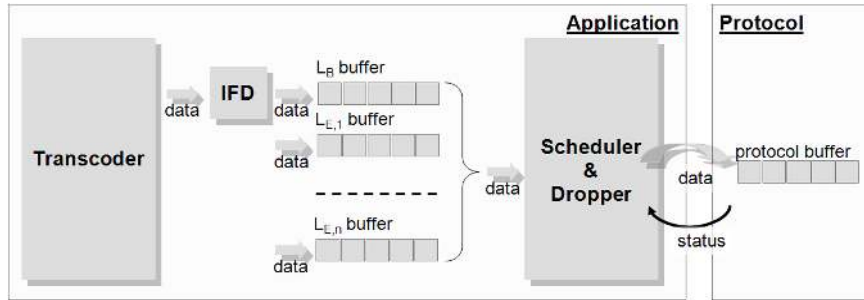 Application
Protocol
L_B buffer
IFD
data
data
L_E,1 buffer
Transcoder
data
Scheduler
&
Dropper
data
protocol buffer
data
L_E,n buffer
data
status